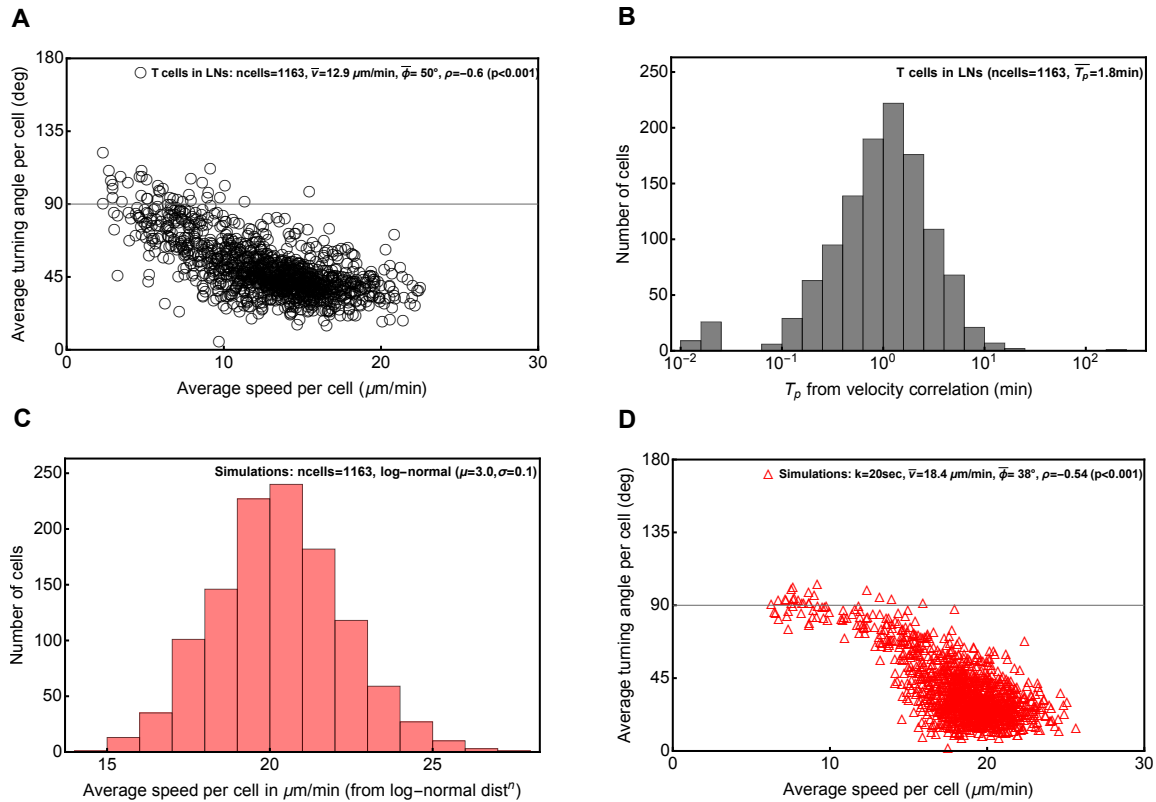 A
180
135
90
45
0
0
10
20
30
T cells in LNs: ncells=1163, v̅=12.9 μm/min, ϕ̅= 50°, ρ=−0.6 (p<0.001)
Average turning angle per cell (deg)
Average speed per cell (μm/min)
B
250
200
150
100
50
0
10⁻²
10⁻¹
10⁰
10¹
10²
T cells in LNs (ncells=1163, T̅ₚ=1.8min)
Number of cells
Tₚ from velocity correlation (min)
C
250
200
150
100
50
0
15
20
25
Simulations: ncells=1163, log−normal (μ=3.0,σ=0.1)
Number of cells
Average speed per cell in μm/min (from log−normal distⁿ)
D
180
135
90
45
0
0
10
20
30
Simulations: k=20sec, v̅=18.4 μm/min, ϕ̅= 38°, ρ=−0.54 (p<0.001)
Average turning angle per cell (deg)
Average speed per cell (μm/min)